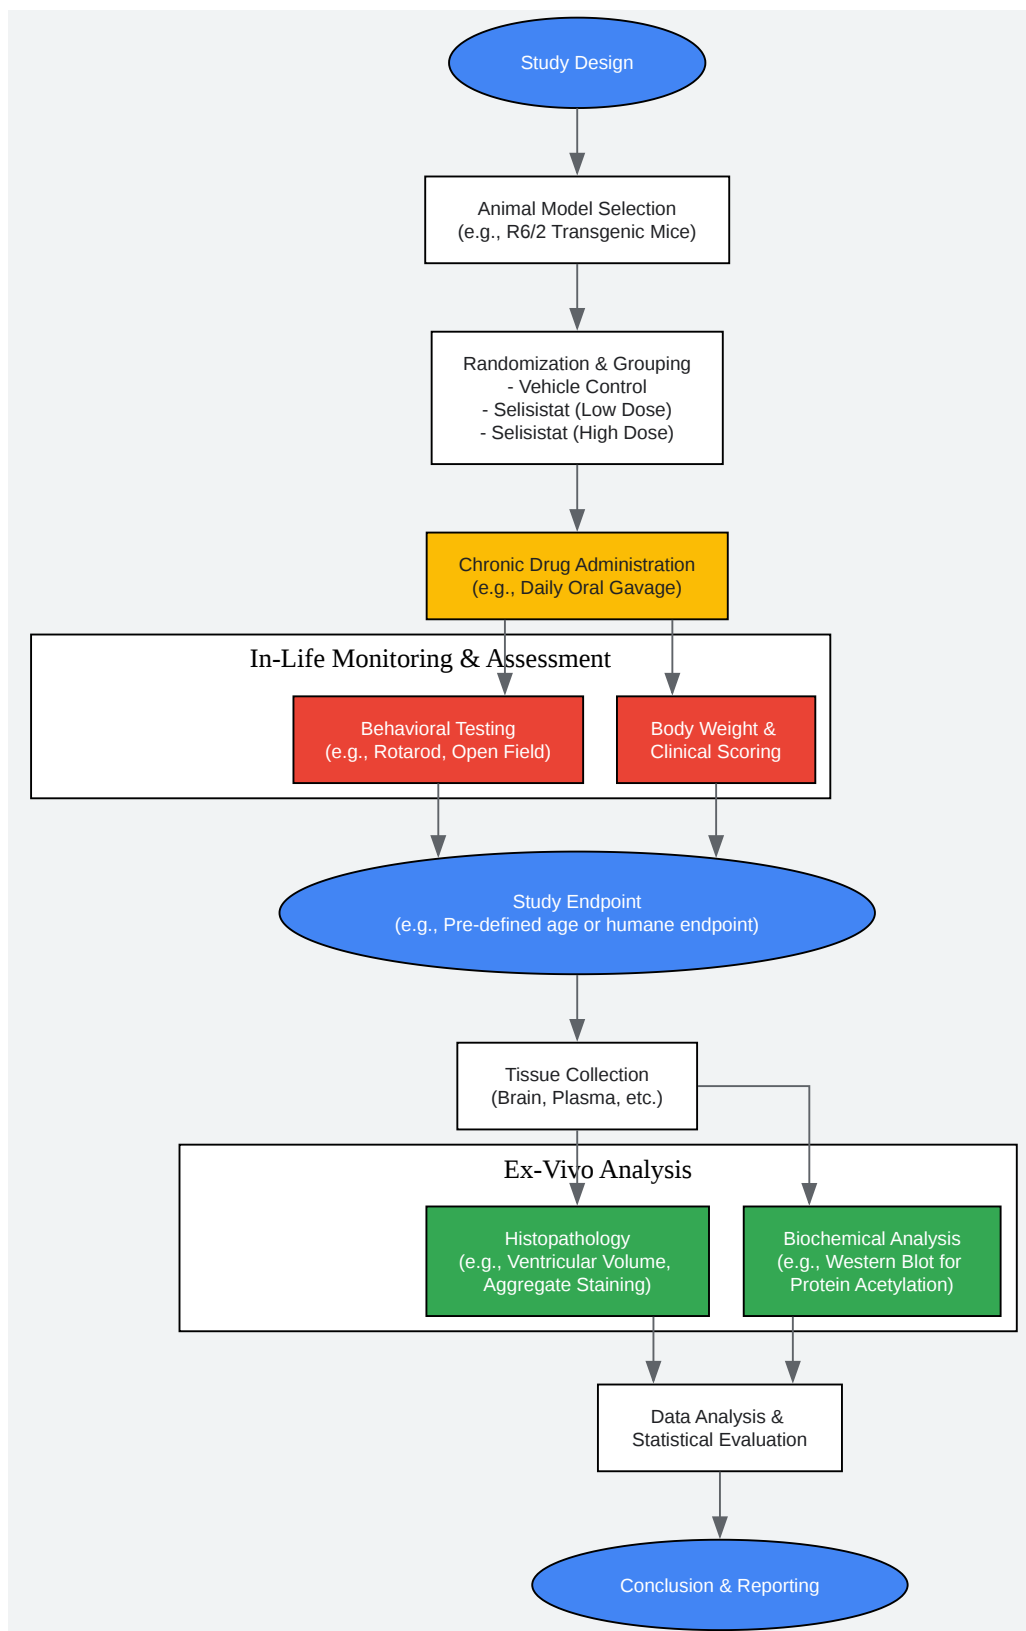 Study Design
Animal Model Selection
(e.g., R6/2 Transgenic Mice)
Randomization & Grouping
- Vehicle Control
- Selisistat (Low Dose)
- Selisistat (High Dose)
Chronic Drug Administration
(e.g., Daily Oral Gavage)
In-Life Monitoring & Assessment
Behavioral Testing
(e.g., Rotarod, Open Field)
Body Weight &
Clinical Scoring
Study Endpoint
(e.g., Pre-defined age or humane endpoint)
Tissue Collection
(Brain, Plasma, etc.)
Ex-Vivo Analysis
Histopathology
(e.g., Ventricular Volume,
Aggregate Staining)
Biochemical Analysis
(e.g., Western Blot for
Protein Acetylation)
Data Analysis &
Statistical Evaluation
Conclusion & Reporting